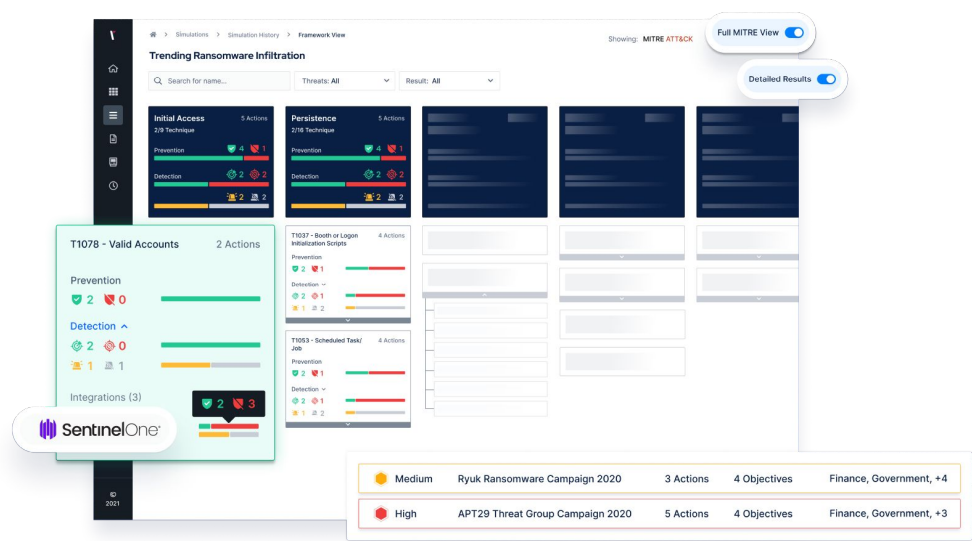 Simulations > Simulation History > Framework View
Trending Ransomware Infiltration
Showing: MITRE ATT&CK
Full MITRE View
Detailed Results
Search for name...
Threats: All
Result: All
Initial Access 5 Actions
2/9 Technique
Prevention 4 1
Detection 2 2
2 2
Persistence 5 Actions
2/18 Technique
Prevention 4 1
Detection 2 2
2 2
T1078 - Valid Accounts 2 Actions
Prevention
2 0
Detection
2 0
1 1
Integrations (3)
2 3
SentinelOne
T1037 - Booth or Logon 4 Actions
Initialization Scripts
Prevention
2 1
Detection
2 1
1 2
T1053 - Scheduled Task/ 4 Actions
Job
Prevention
2 1
Detection
2 1
1 2
©
2021
Medium Ryuk Ransomware Campaign 2020 3 Actions 4 Objectives Finance, Government, +4
High APT29 Threat Group Campaign 2020 5 Actions 4 Objectives Finance, Government, +3